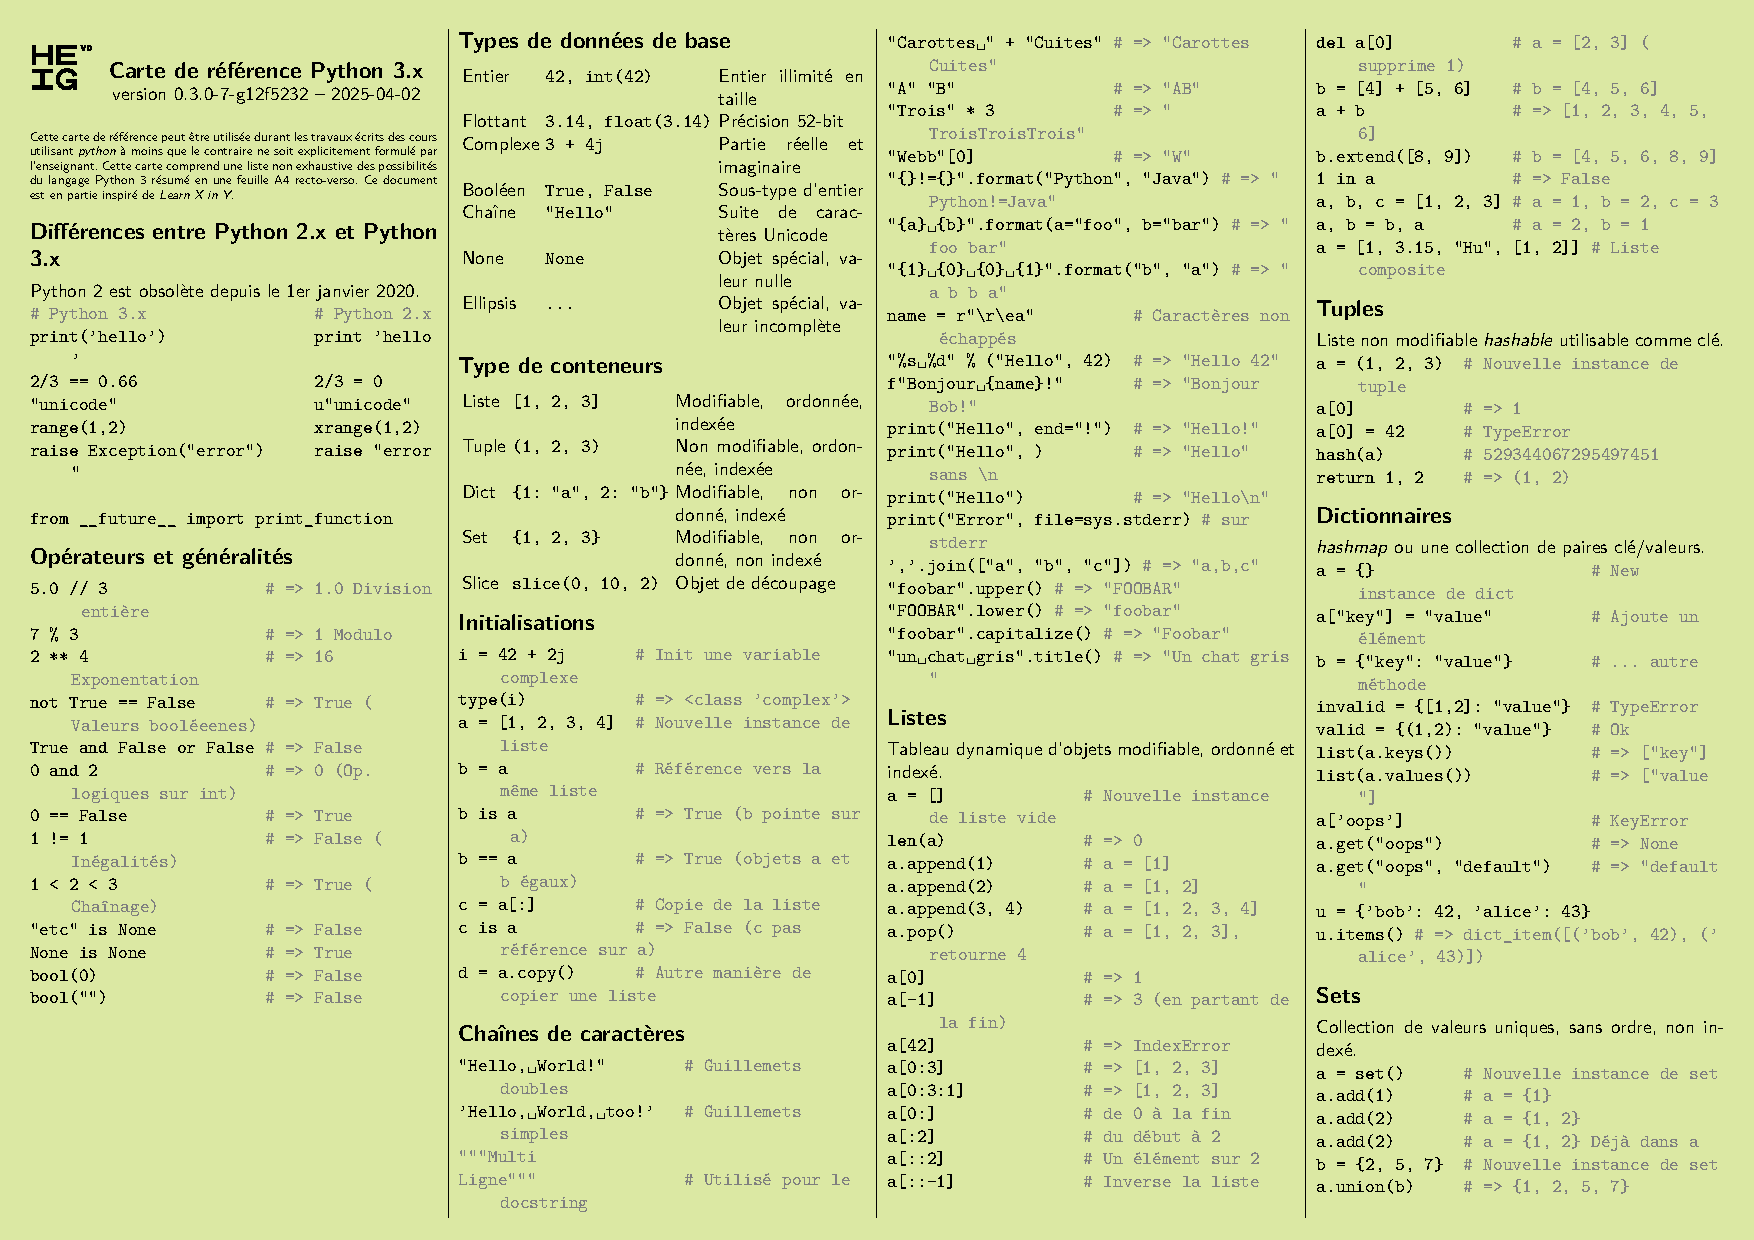 HE VD
IG
Carte de référence Python 3.x
version 0.3.0-7-g12f5232 – 2025-04-02
Cette carte de référence peut être utilisée durant les travaux écrits des cours
utilisant python à moins que le contraire ne soit explicitement formulé par
l'enseignant. Cette carte comprend une liste non exhaustive des possibilités
du langage Python 3 résumé en une feuille A4 recto-verso. Ce document
est en partie inspiré de Learn X in Y.
Différences entre Python 2.x et Python
3.x
Python 2 est obsolète depuis le 1er janvier 2020.
# Python 3.x # Python 2.x
print('hello') print 'hello
'
2/3 == 0.66 2/3 = 0
"unicode" u"unicode"
range(1,2) xrange(1,2)
raise Exception("error") raise "error
"
from __future__ import print_function
Opérateurs et généralités
5.0 // 3 # => 1.0 Division
entière
7 % 3 # => 1 Modulo
2 ** 4 # => 16
Exponentation
not True == False # => True (
Valeurs booléeenes)
True and False or False # => False
0 and 2 # => 0 (Op.
logiques sur int)
0 == False # => True
1 != 1 # => False (
Inégalités)
1 < 2 < 3 # => True (
Chaînage)
"etc" is None # => False
None is None # => True
bool(0) # => False
bool("") # => False
Types de données de base
Entier 42, int(42) Entier illimité en
taille
Flottant 3.14, float(3.14) Précision 52-bit
Complexe 3 + 4j Partie réelle et
imaginaire
Booléen True, False Sous-type d'entier
Chaîne "Hello" Suite de carac-
tères Unicode
None None Objet spécial, va-
leur nulle
Ellipsis ... Objet spécial, va-
leur incomplète
Type de conteneurs
Liste [1, 2, 3] Modifiable, ordonnée,
indexée
Tuple (1, 2, 3) Non modifiable, ordon-
née, indexée
Dict {1: "a", 2: "b"} Modifiable, non or-
donné, indexé
Set {1, 2, 3} Modifiable, non or-
donné, non indexé
Slice slice(0, 10, 2) Objet de découpage
Initialisations
i = 42 + 2j # Init une variable
complexe
type(i) # => <class 'complex'>
a = [1, 2, 3, 4] # Nouvelle instance de
liste
b = a # Référence vers la
même liste
b is a # => True (b pointe sur
a)
b == a # => True (objets a et
b égaux)
c = a[:] # Copie de la liste
c is a # => False (c pas
référence sur a)
d = a.copy() # Autre manière de
copier une liste
Chaînes de caractères
"Hello,␣World!" # Guillemets
doubles
'Hello,␣World,␣too!' # Guillemets
simples
"""Multi
Ligne""" # Utilisé pour le
docstring
"Carottes␣" + "Cuites" # => "Carottes
Cuites"
"A" "B" # => "AB"
"Trois" * 3 # => "
TroisTroisTrois"
"Webb"[0] # => "W"
"{}!={}".format("Python", "Java") # => "
Python!=Java"
"{a}␣{b}".format(a="foo", b="bar") # => "
foo bar"
"{1}␣{0}␣{0}␣{1}".format("b", "a") # => "
a b b a"
name = r"\r\ea" # Caractères non
échappés
"%s␣%d" % ("Hello", 42) # => "Hello 42"
f"Bonjour␣{name}!" # => "Bonjour
Bob!"
print("Hello", end="!") # => "Hello!"
print("Hello", ) # => "Hello"
sans \n
print("Hello") # => "Hello\n"
print("Error", file=sys.stderr) # sur
stderr
','.join(["a", "b", "c"]) # => "a,b,c"
"foobar".upper() # => "FOOBAR"
"FOOBAR".lower() # => "foobar"
"foobar".capitalize() # => "Foobar"
"un␣chat␣gris".title() # => "Un chat gris
"
Listes
Tableau dynamique d'objets modifiable, ordonné et
indexé.
a = [] # Nouvelle instance
de liste vide
len(a) # => 0
a.append(1) # a = [1]
a.append(2) # a = [1, 2]
a.append(3, 4) # a = [1, 2, 3, 4]
a.pop() # a = [1, 2, 3],
retourne 4
a[0] # => 1
a[-1] # => 3 (en partant de
la fin)
a[42] # => IndexError
a[0:3] # => [1, 2, 3]
a[0:3:1] # => [1, 2, 3]
a[0:] # de 0 à la fin
a[:2] # du début à 2
a[::2] # Un élément sur 2
a[::-1] # Inverse la liste
del a[0] # a = [2, 3] (
supprime 1)
b = [4] + [5, 6] # b = [4, 5, 6]
a + b # => [1, 2, 3, 4, 5,
6]
b.extend([8, 9]) # b = [4, 5, 6, 8, 9]
1 in a # => False
a, b, c = [1, 2, 3] # a = 1, b = 2, c = 3
a, b = b, a # a = 2, b = 1
a = [1, 3.15, "Hu", [1, 2]] # Liste
composite
Tuples
Liste non modifiable hashable utilisable comme clé.
a = (1, 2, 3) # Nouvelle instance de
tuple
a[0] # => 1
a[0] = 42 # TypeError
hash(a) # 529344067295497451
return 1, 2 # => (1, 2)
Dictionnaires
hashmap ou une collection de paires clé/valeurs.
a = {} # New
instance de dict
a["key"] = "value" # Ajoute un
élément
b = {"key": "value"} # ... autre
méthode
invalid = {[1,2]: "value"} # TypeError
valid = {(1,2): "value"} # Ok
list(a.keys()) # => ["key"]
list(a.values()) # => ["value
"]
a['oops'] # KeyError
a.get("oops") # => None
a.get("oops", "default") # => "default
"
u = {'bob': 42, 'alice': 43}
u.items() # => dict_item([('bob', 42), ('
alice', 43)])
Sets
Collection de valeurs uniques, sans ordre, non in-
dexé.
a = set() # Nouvelle instance de set
a.add(1) # a = {1}
a.add(2) # a = {1, 2}
a.add(2) # a = {1, 2} Déjà dans a
b = {2, 5, 7} # Nouvelle instance de set
a.union(b) # => {1, 2, 5, 7}